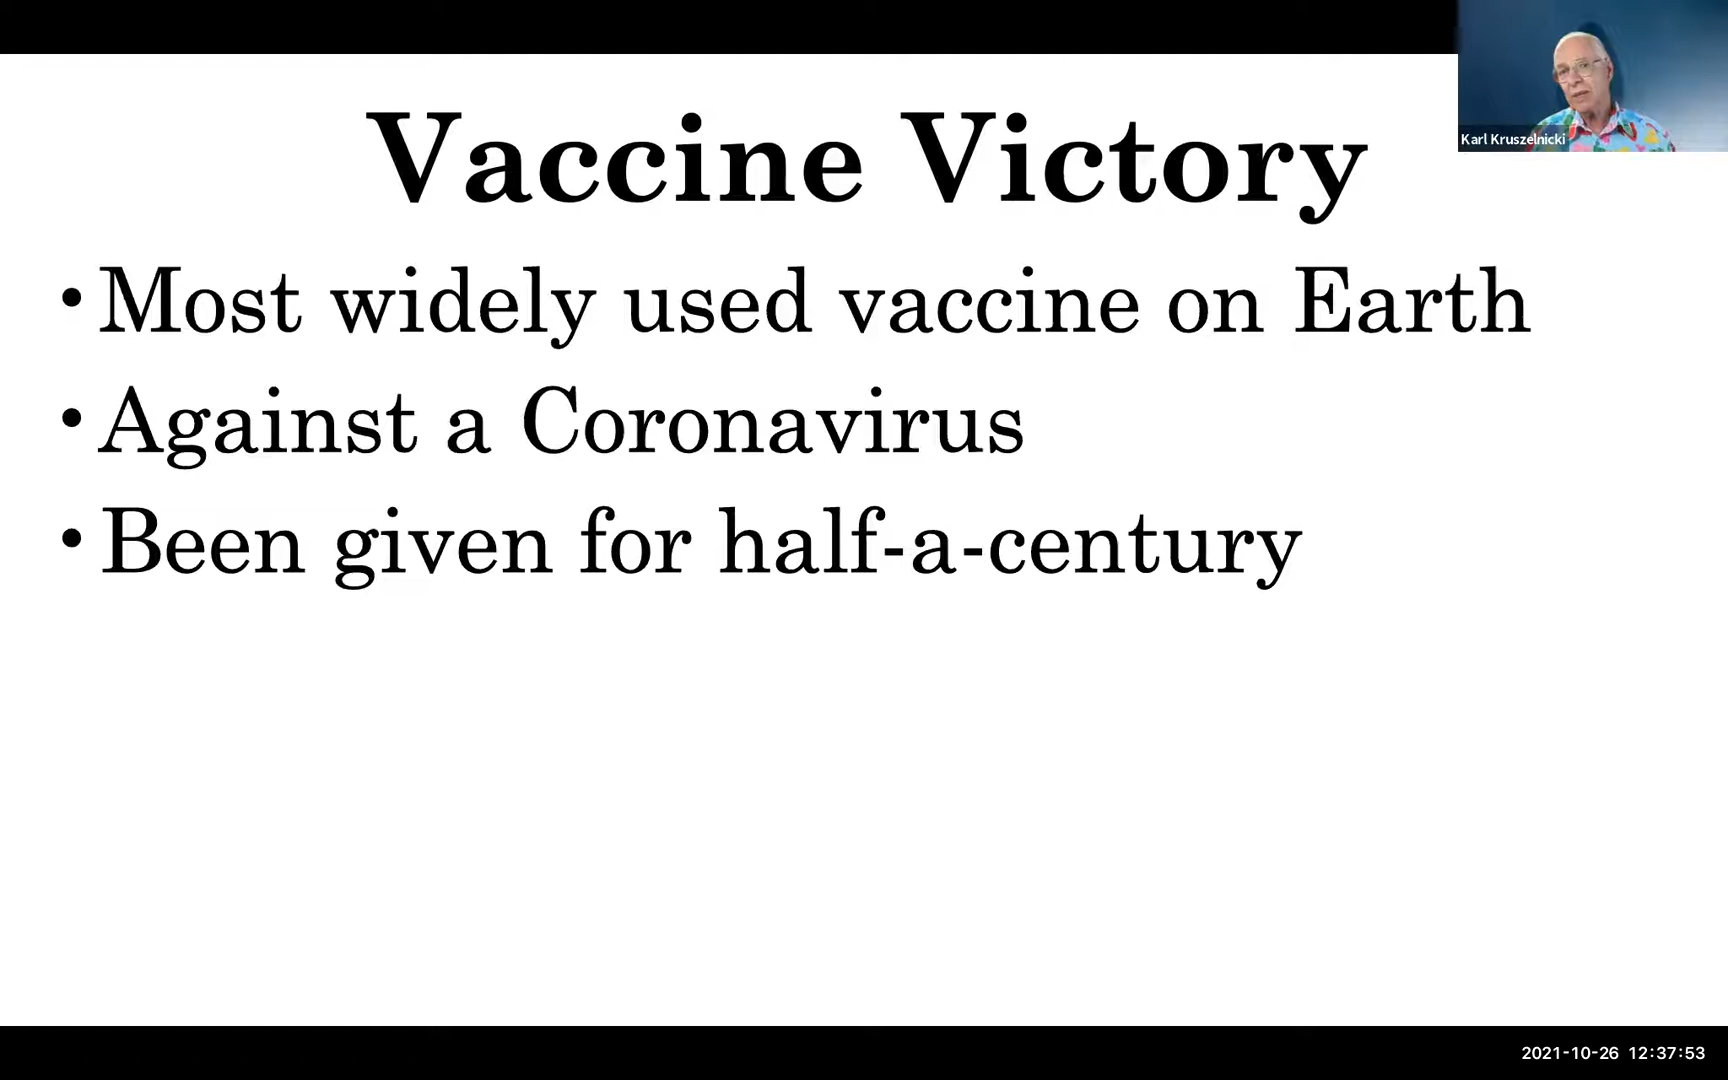 Vaccine Victory
Karl Kruszelnicki
• Most widely used vaccine on Earth
• Against a Coronavirus
• Been given for half-a-century
2021-10-26 12:37:53